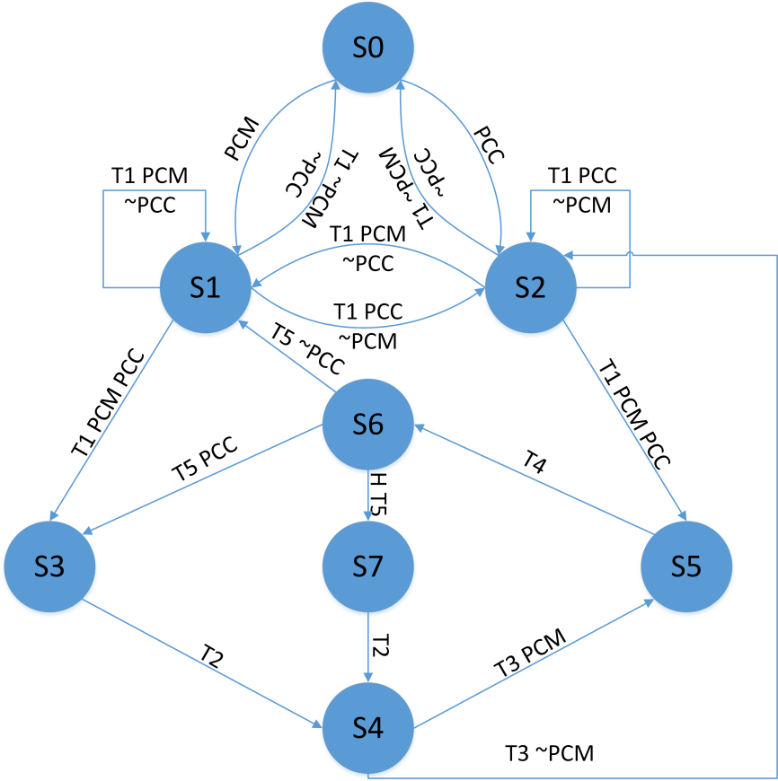 S0
PCM
T1 ~PCM
~PCC
T1 ~PCM
~PCC
PCC
T1 PCM
~PCC
T1 PCC
~PCM
T1 PCM
~PCC
S1
S2
T1 PCC
~PCM
T5 ~PCC
T1 PCM PCC
T1 PCM PCC
S6
T5 PCC
H T5
T4
S3
S7
S5
T2
T2
T3 PCM
S4
T3 ~PCM